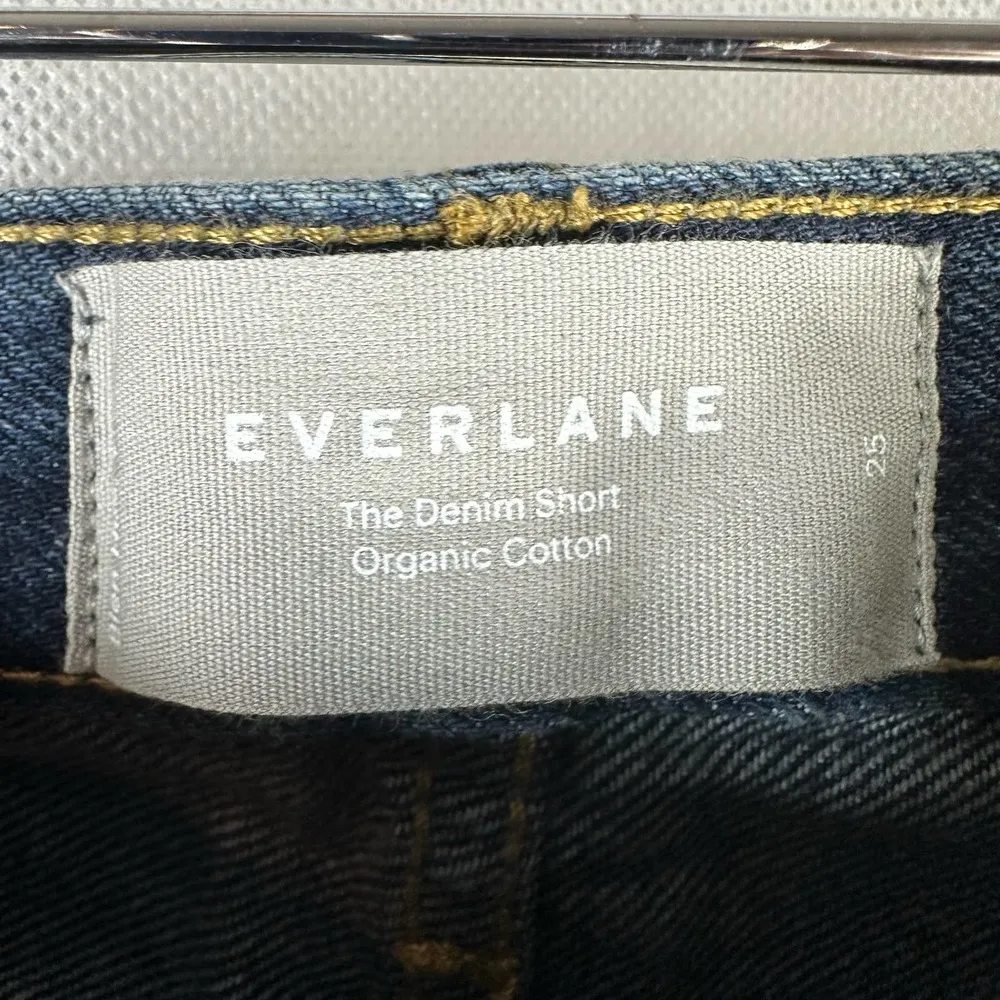 EVERLANE
The Denim Short
Organic Cotton
25